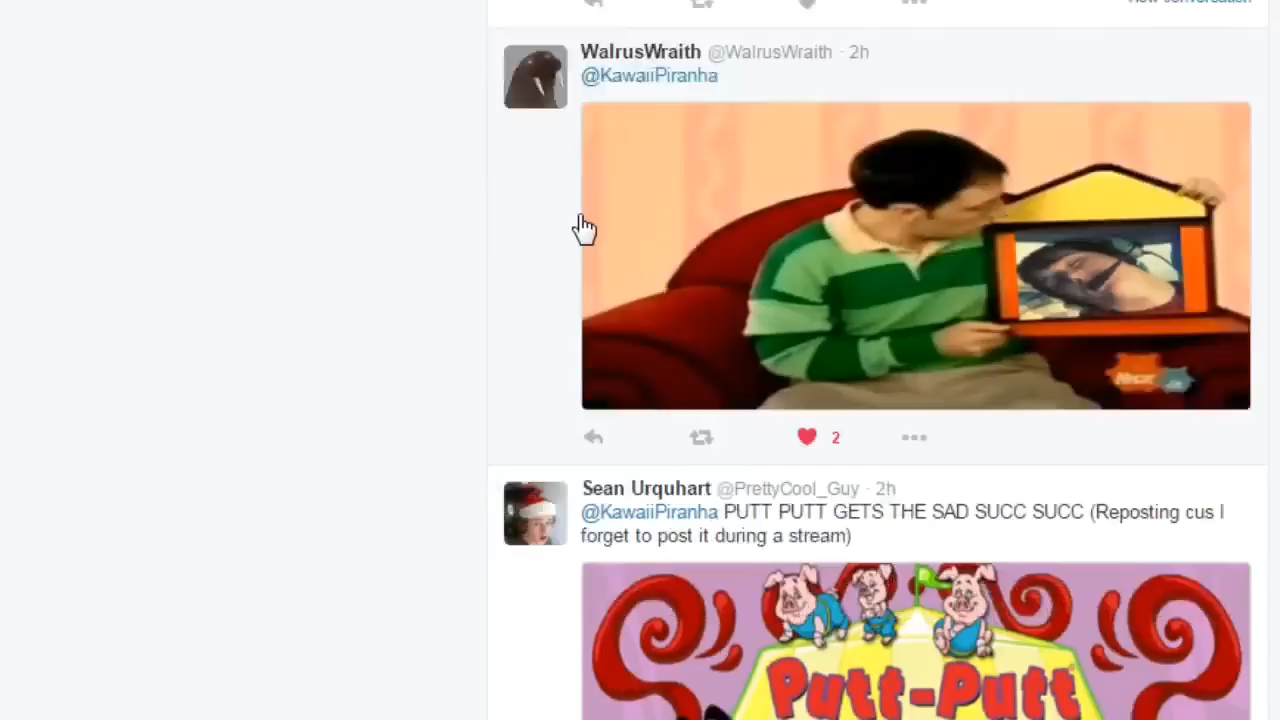 WalrusWraith @WalrusWraith · 2h
@KawaiiPiranha
2
Sean Urquhart @PrettyCool_Guy · 2h
@KawaiiPiranha PUTT PUTT GETS THE SAD SUCC SUCC (Reposting cus I
forget to post it during a stream)
Putt-Putt